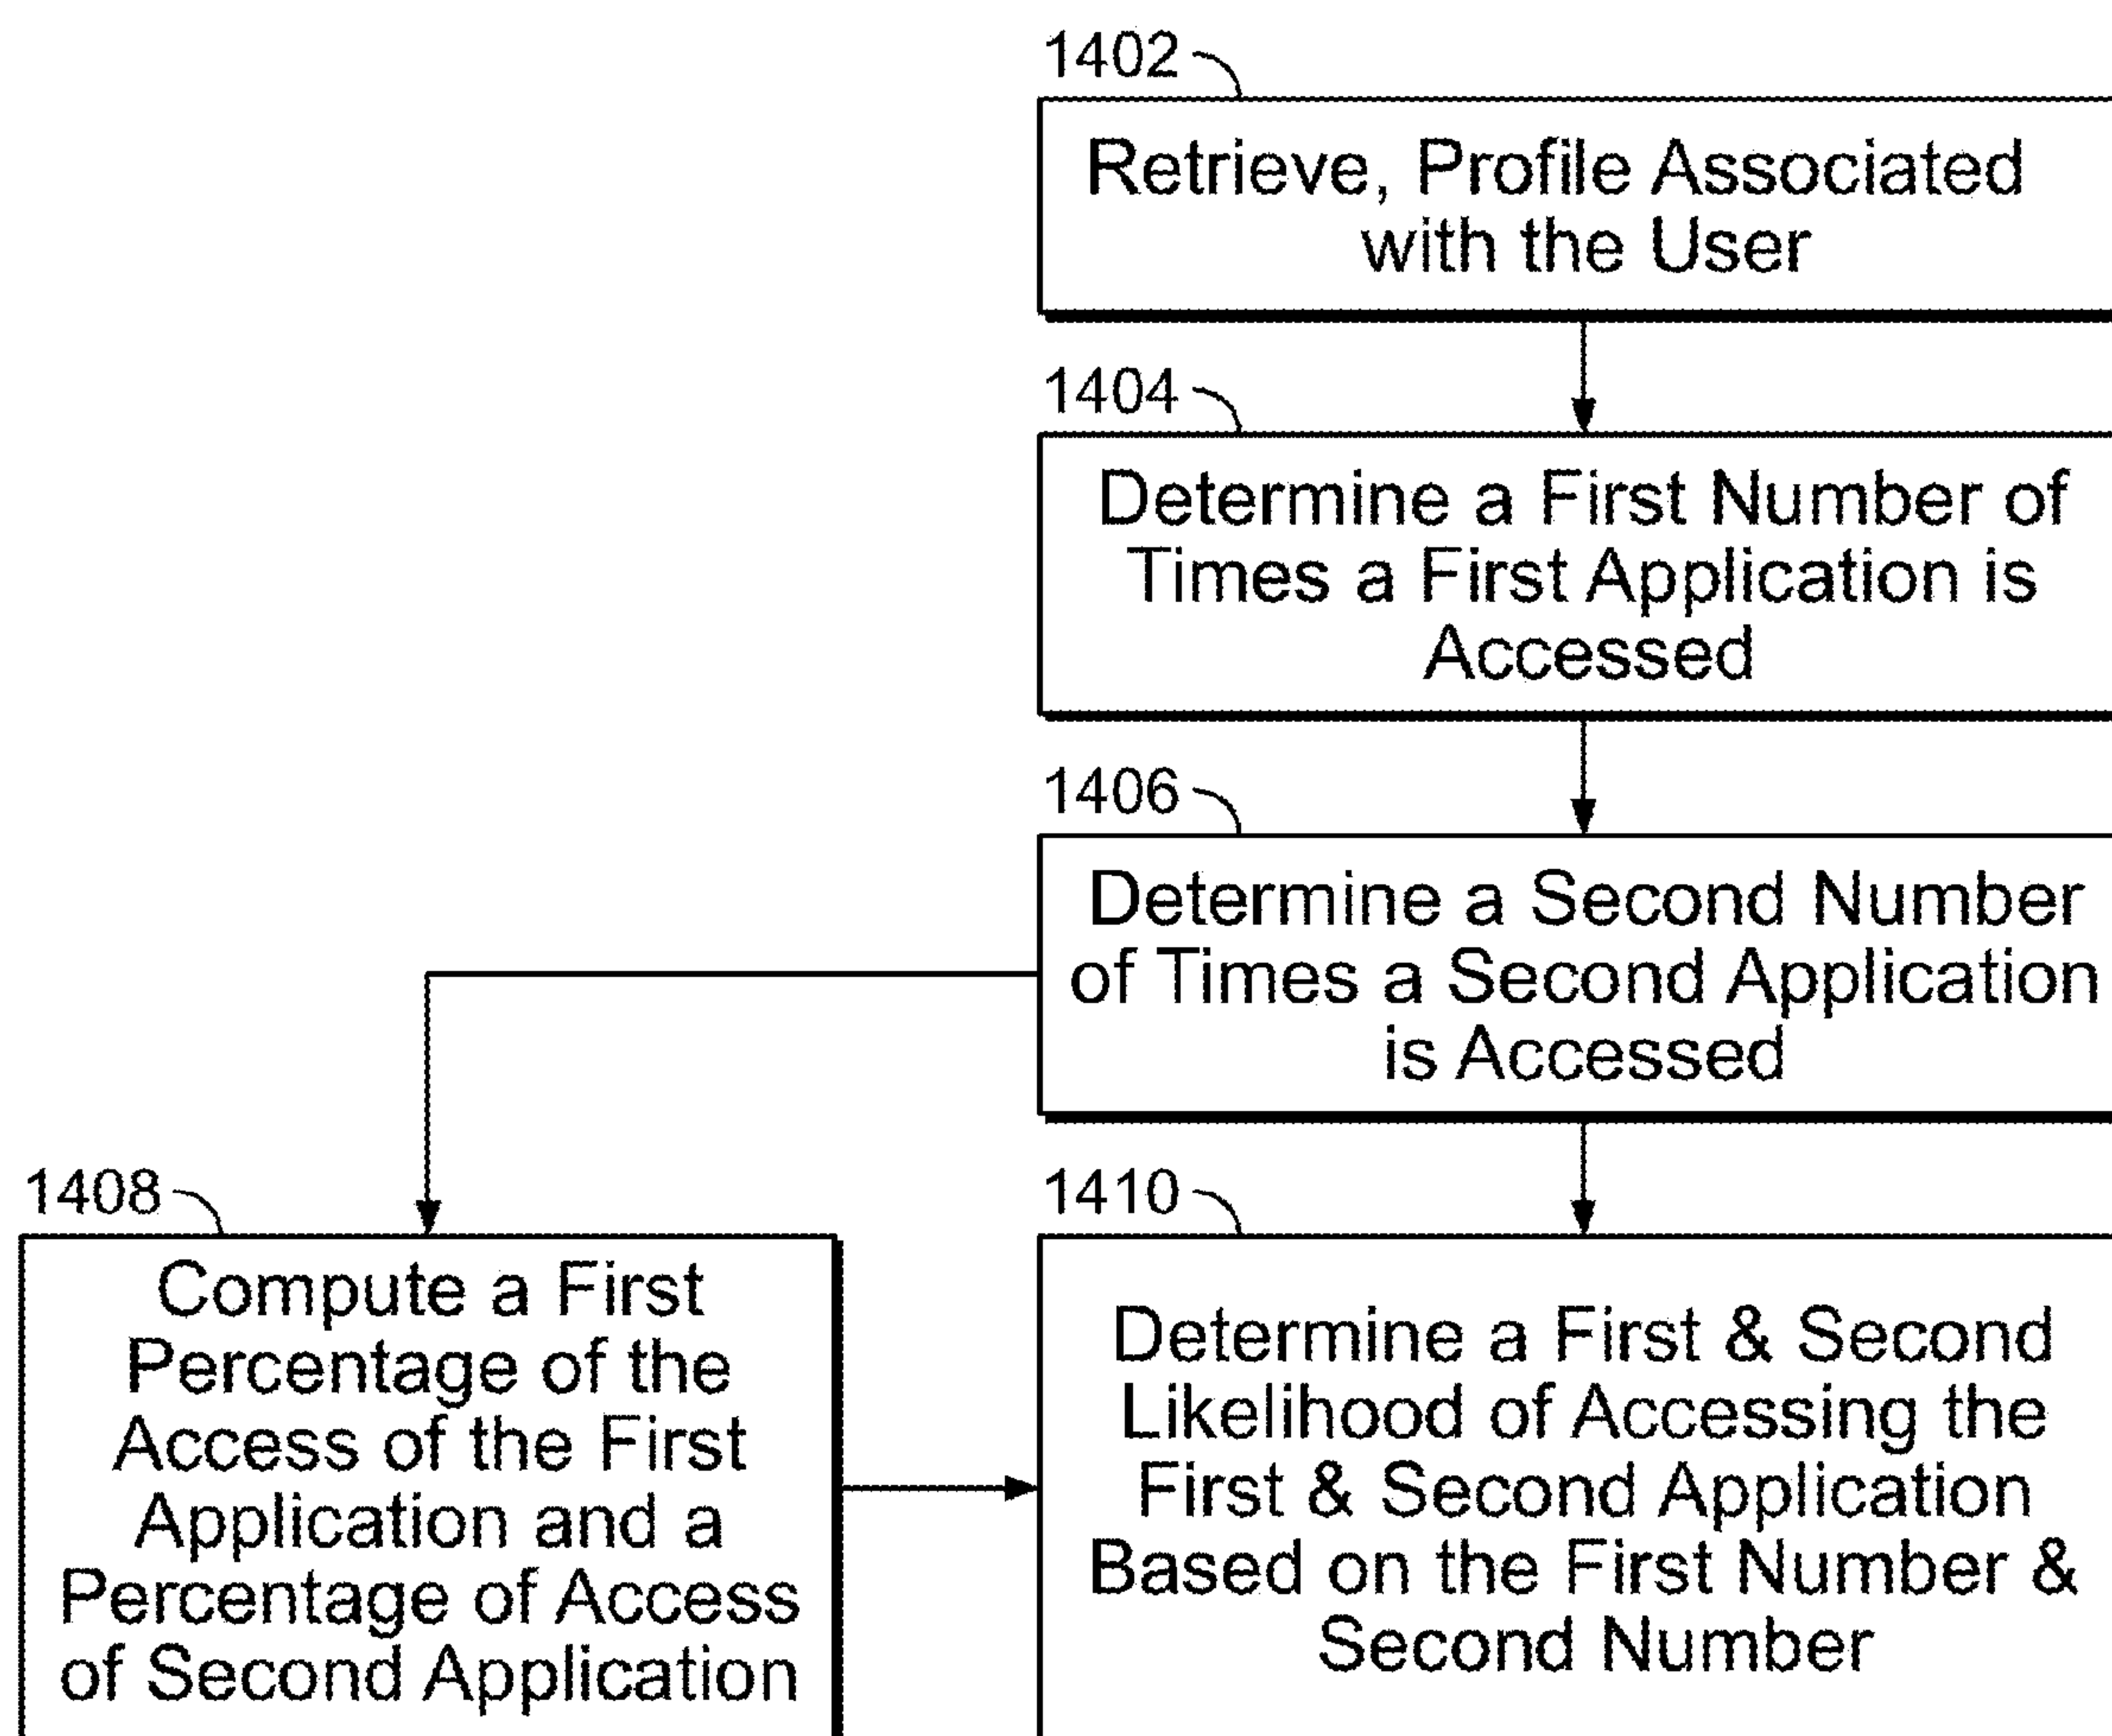 1402
Retrieve, Profile Associated
with the User
1404
Determine a First Number of
Times a First Application is
Accessed
1406
Determine a Second Number
of Times a Second Application
is Accessed
1408
Compute a First
Percentage of the
Access of the First
Application and a
Percentage of Access
of Second Application
1410
Determine a First & Second
Likelihood of Accessing the
First & Second Application
Based on the First Number &
Second Number